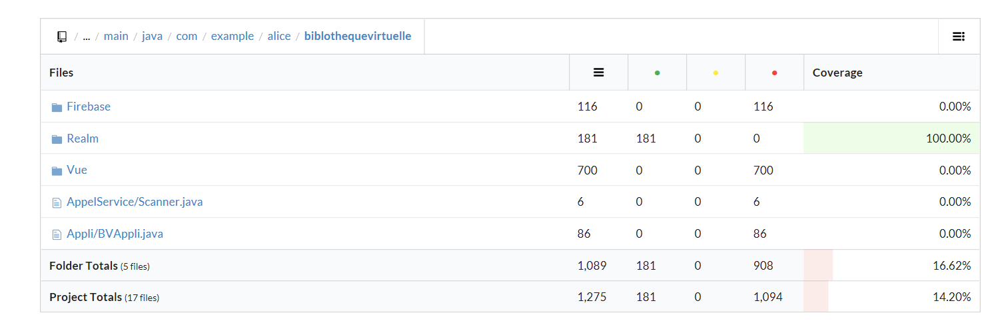 / ... / main / java / com / example / alice / biblothequevirtuelle
Files Coverage
Firebase 116 0 0 116 0.00%
Realm 181 181 0 0 100.00%
Vue 700 0 0 700 0.00%
AppelService/Scanner.java 6 0 0 6 0.00%
Appli/BVAppli.java 86 0 0 86 0.00%
Folder Totals (5 files) 1,089 181 0 908 16.62%
Project Totals (17 files) 1,275 181 0 1,094 14.20%